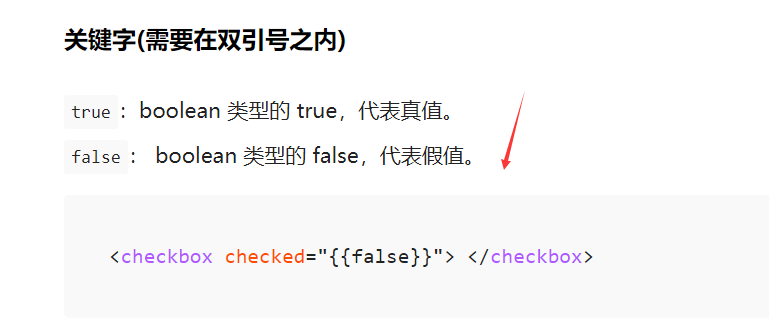 关键字(需要在双引号之内)
true： boolean 类型的 true，代表真值。
false： boolean 类型的 false，代表假值。
<checkbox checked="{{false}}"> </checkbox>